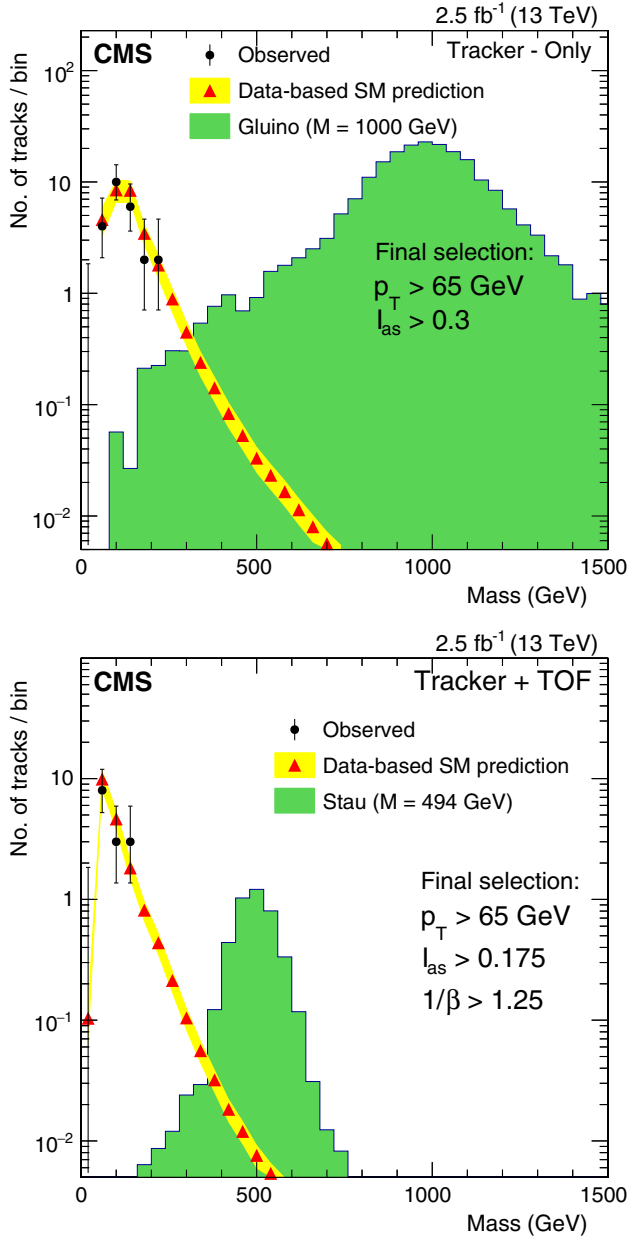 2.5 fb⁻¹ (13 TeV)
CMS
Tracker - Only
Observed
Data-based SM prediction
Gluino (M = 1000 GeV)
Final selection:
p_T > 65 GeV
I_as > 0.3
No. of tracks / bin
10²
10
1
10⁻¹
10⁻²
0 500 1000 1500
Mass (GeV)
2.5 fb⁻¹ (13 TeV)
CMS
Tracker + TOF
Observed
Data-based SM prediction
Stau (M = 494 GeV)
Final selection:
p_T > 65 GeV
I_as > 0.175
1/β > 1.25
No. of tracks / bin
10
1
10⁻¹
10⁻²
0 500 1000 1500
Mass (GeV)